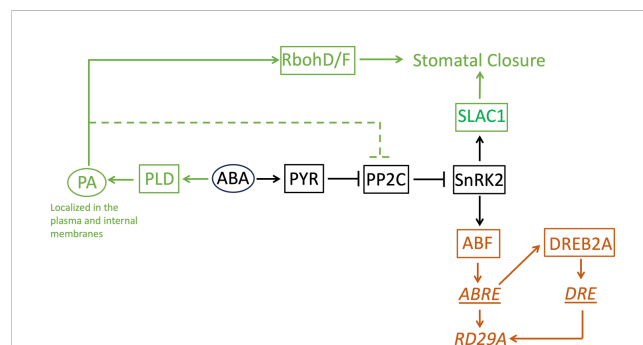 RbohD/F
Stomatal Closure
SLAC1
PA
PLD
ABA
PYR
PP2C
SnRK2
Localized in the
plasma and internal
membranes
ABF
DREB2A
ABRE
DRE
RD29A